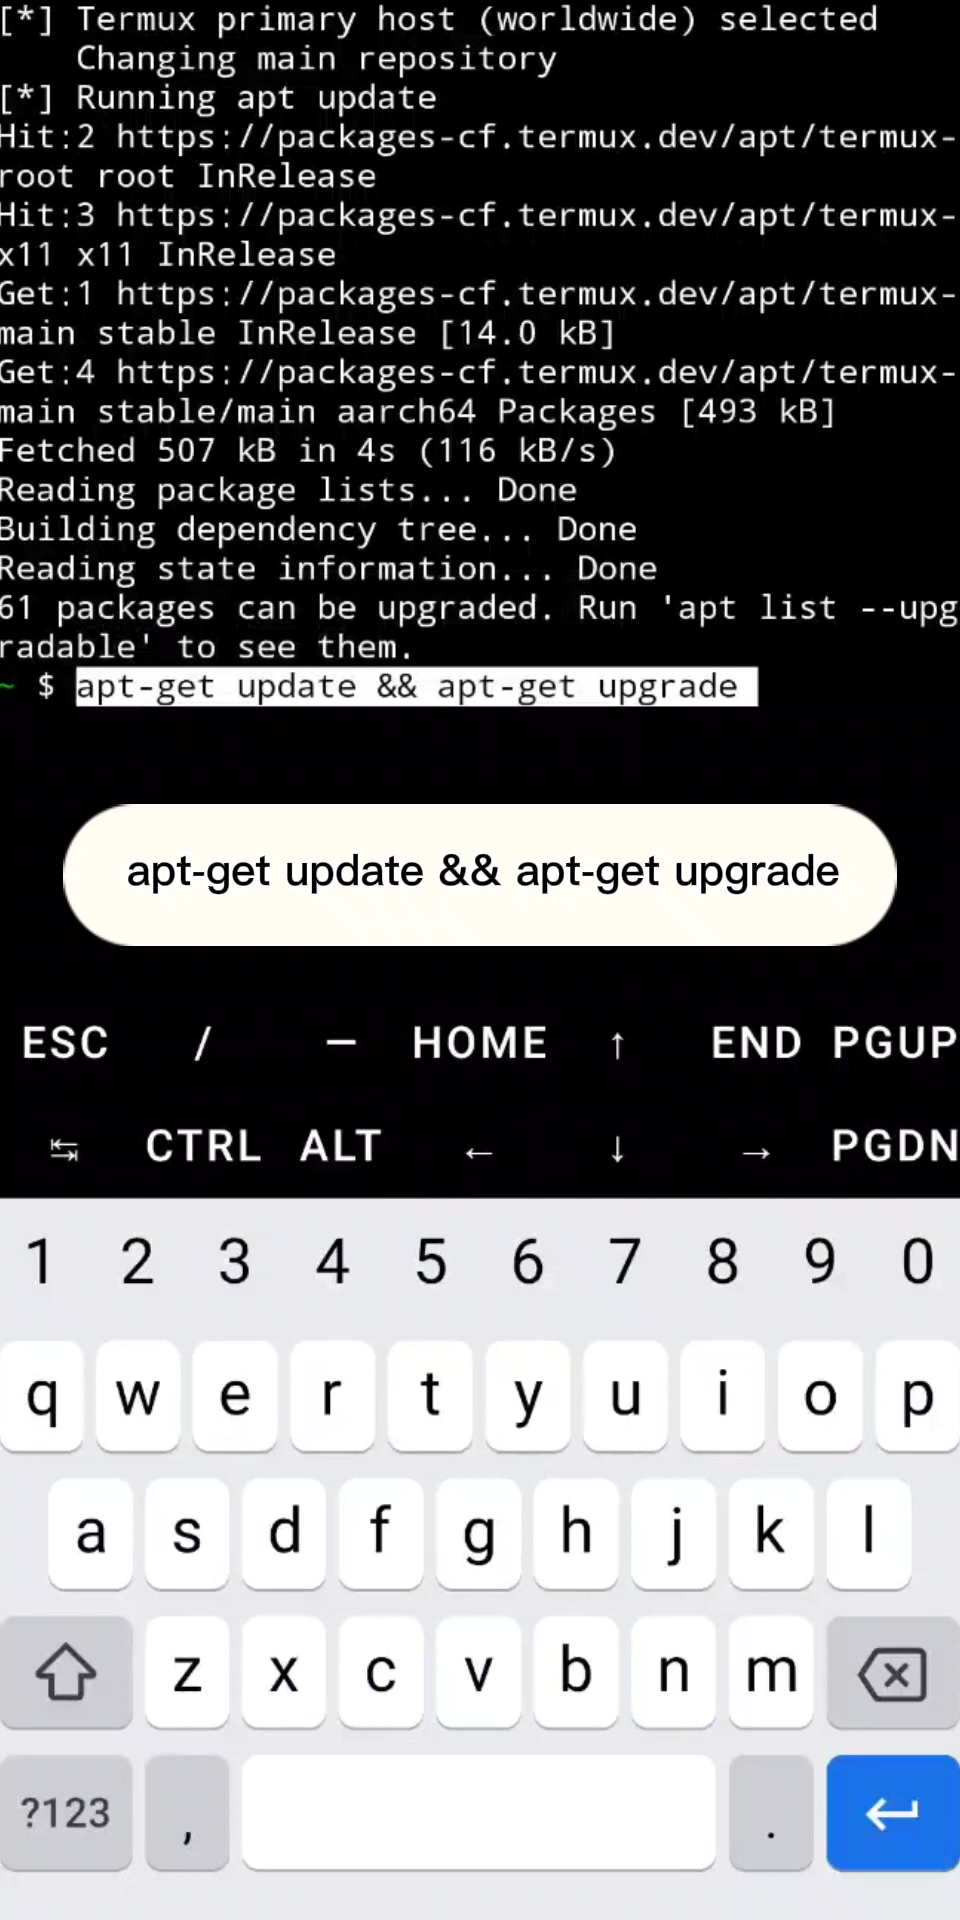 [*] Termux primary host (worldwide) selected
Changing main repository
[*] Running apt update
Hit:2 https://packages-cf.termux.dev/apt/termux-
root root InRelease
Hit:3 https://packages-cf.termux.dev/apt/termux-
x11 x11 InRelease
Get:1 https://packages-cf.termux.dev/apt/termux-
main stable InRelease [14.0 kB]
Get:4 https://packages-cf.termux.dev/apt/termux-
main stable/main aarch64 Packages [493 kB]
Fetched 507 kB in 4s (116 kB/s)
Reading package lists... Done
Building dependency tree... Done
Reading state information... Done
61 packages can be upgraded. Run 'apt list --upg
radable' to see them.
~ $ apt-get update && apt-get upgrade
apt-get update && apt-get upgrade
ESC / — HOME ↑ END PGUP
↹ CTRL ALT ← ↓ → PGDN
1 2 3 4 5 6 7 8 9 0
q w e r t y u i o p
a s d f g h j k l
z x c v b n m
?123 , .